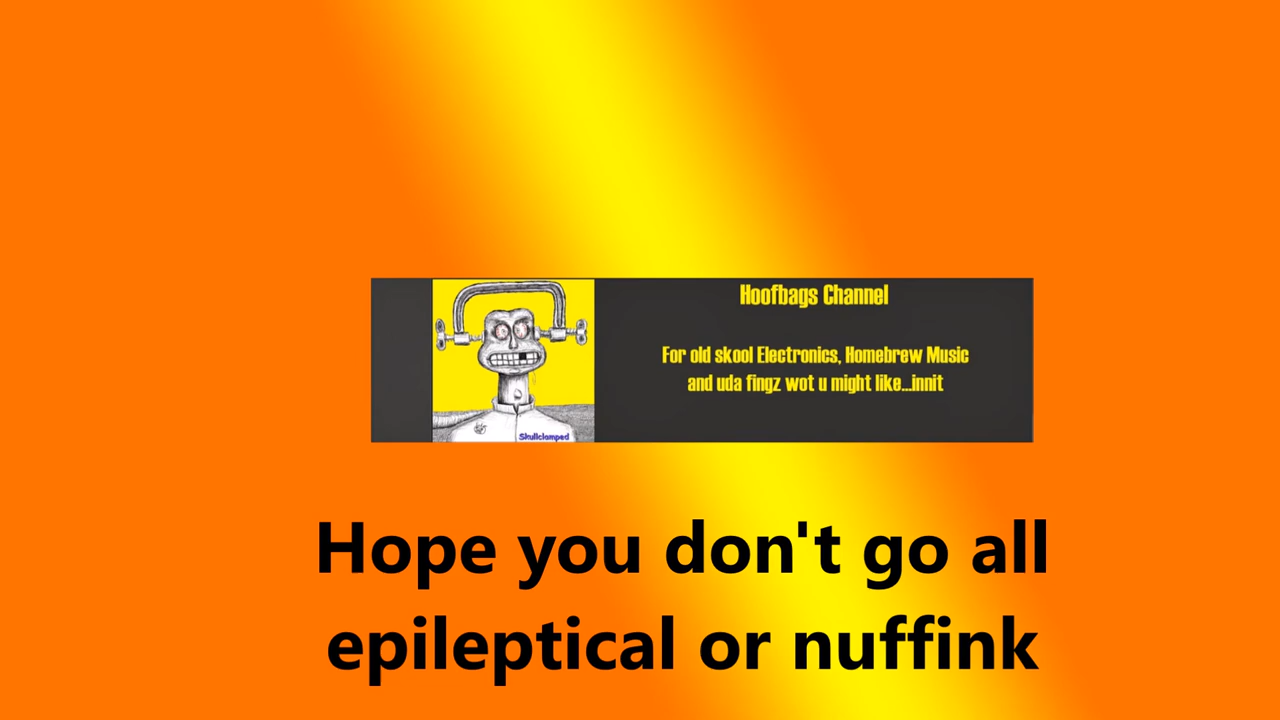 Hoofbags Channel
For old skool Electronics, Homebrew Music
and uda fingz wot u might like...innit
Skullclamped
Hope you don't go all
epileptical or nuffink